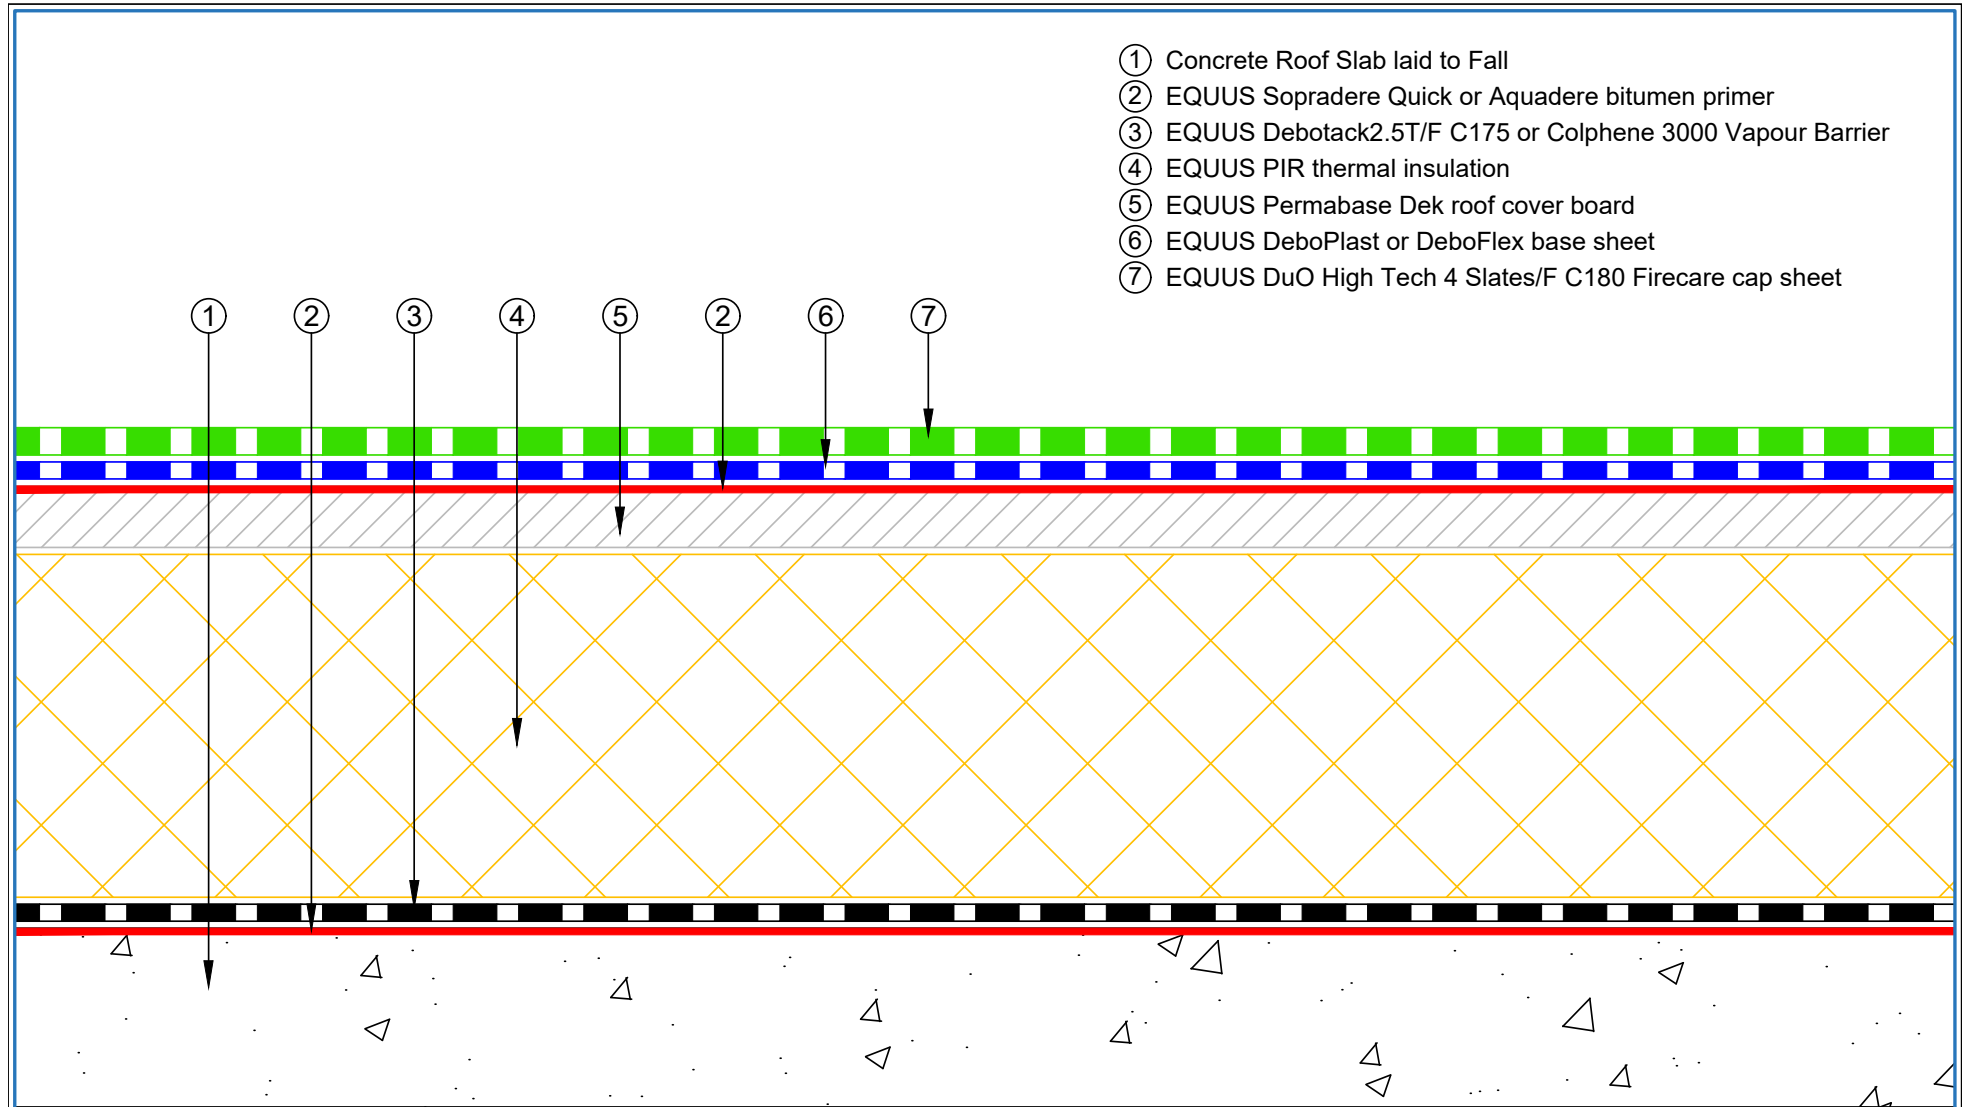 ① Concrete Roof Slab laid to Fall
② EQUUS Sopradere Quick or Aquadere bitumen primer
③ EQUUS Debotack2.5T/F C175 or Colphene 3000 Vapour Barrier
④ EQUUS PIR thermal insulation
⑤ EQUUS Permabase Dek roof cover board
⑥ EQUUS DeboPlast or DeboFlex base sheet
⑦ EQUUS DuO High Tech 4 Slates/F C180 Firecare cap sheet
① ② ③ ④ ⑤ ② ⑥ ⑦